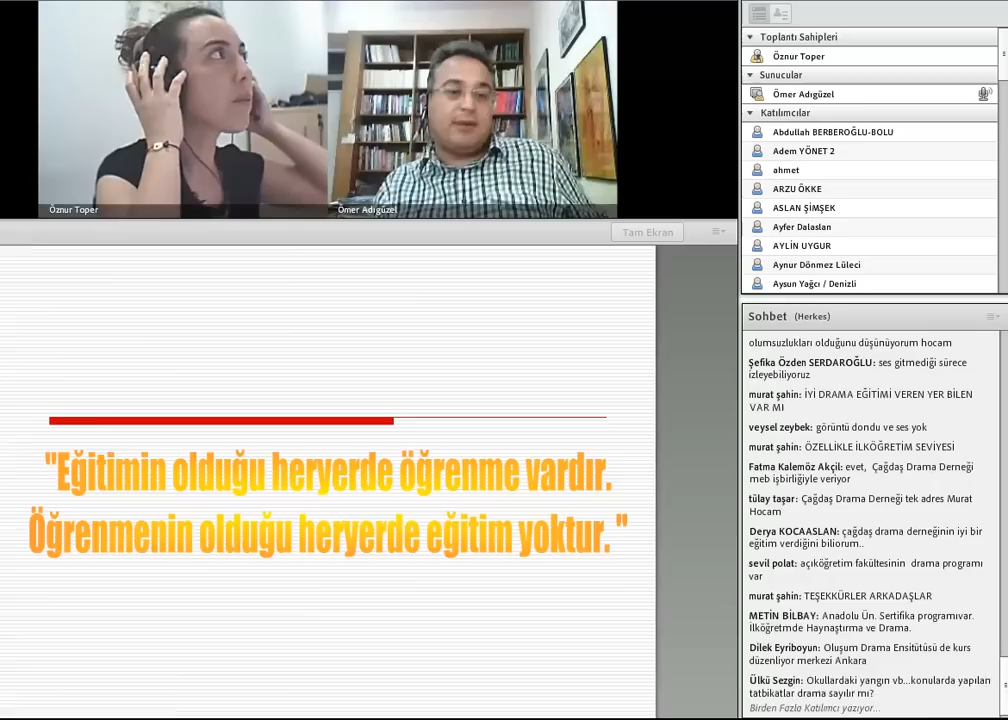 Öznur Toper
Ömer Adıgüzel
Tam Ekran
"Eğitimin olduğu heryerde öğrenme vardır.
Öğrenmenin olduğu heryerde eğitim yoktur. "
Toplantı Sahipleri
Öznur Toper
Sunucular
Ömer Adıgüzel
Katılımcılar
Abdullah BERBEROĞLU-BOLU
Adem YÖNET 2
ahmet
ARZU ÖKKE
ASLAN ŞİMŞEK
Ayfer Dalaslan
AYLİN UYGUR
Aynur Dönmez Lüleci
Aysun Yağcı / Denizli
Sohbet (Herkes)
olumsuzlukları olduğunu düşünüyorum hocam
Şefika Özden SERDAROĞLU: ses gitmediği sürece
izleyebiliyoruz
murat şahin: İYİ DRAMA EĞİTİMİ VEREN YER BİLEN
VAR MI
veysel zeybek: görüntü dondu ve ses yok
murat şahin: ÖZELLİKLE İLKÖĞRETİM SEVİYESİ
Fatma Kalemöz Akçil: evet, Çağdaş Drama Derneği
meb işbirliğiyle veriyor
tülay taşar: Çağdaş Drama Derneği tek adres Murat
Hocam
Derya KOCAASLAN: çağdaş drama derneğinin iyi bir
eğitim verdiğini biliorum..
sevil polat: açıköğretim fakültesinin drama programı
var
murat şahin: TEŞEKKÜRLER ARKADAŞLAR
METİN BİLBAY: Anadolu Ün. Sertifika programıvar.
İlköğretmde Haynaştırma ve Drama.
Dilek Eyriboyun: Oluşum Drama Ensitütüsü de kurs
düzenliyor merkezi Ankara
Ülkü Sezgin: Okullardaki yangın vb...konularda yapılan
tatbikatlar drama sayılır mı?
Birden Fazla Katılımcı yazıyor...